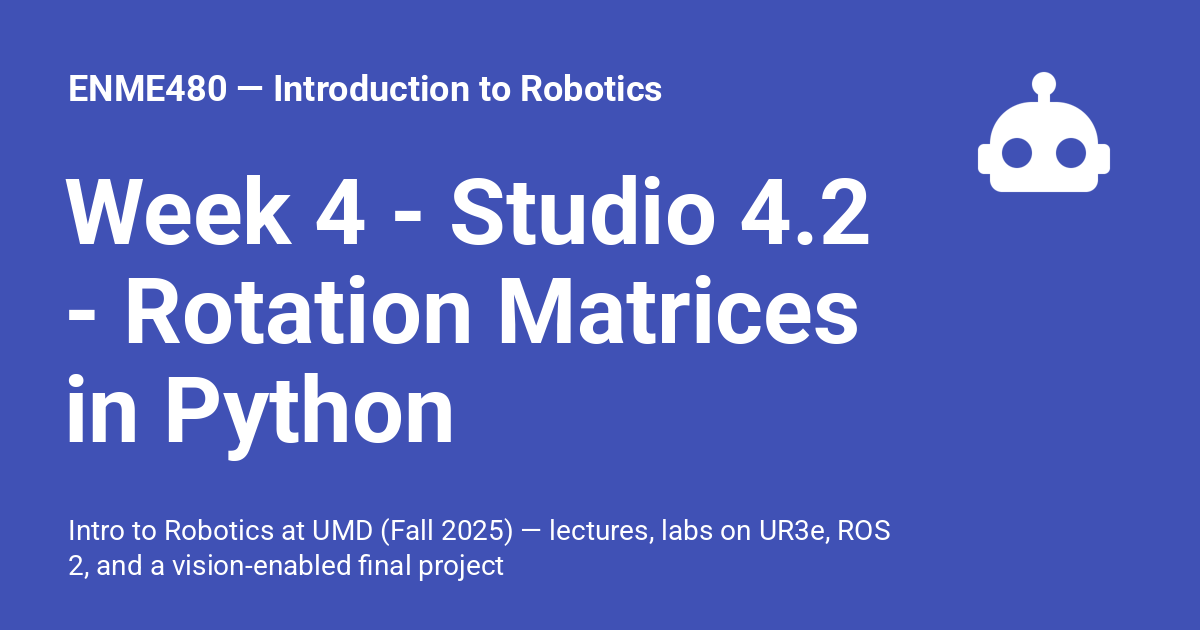 ENME480 — Introduction to Robotics
Week 4 - Studio 4.2
- Rotation Matrices
in Python
Intro to Robotics at UMD (Fall 2025) — lectures, labs on UR3e, ROS
2, and a vision-enabled final project